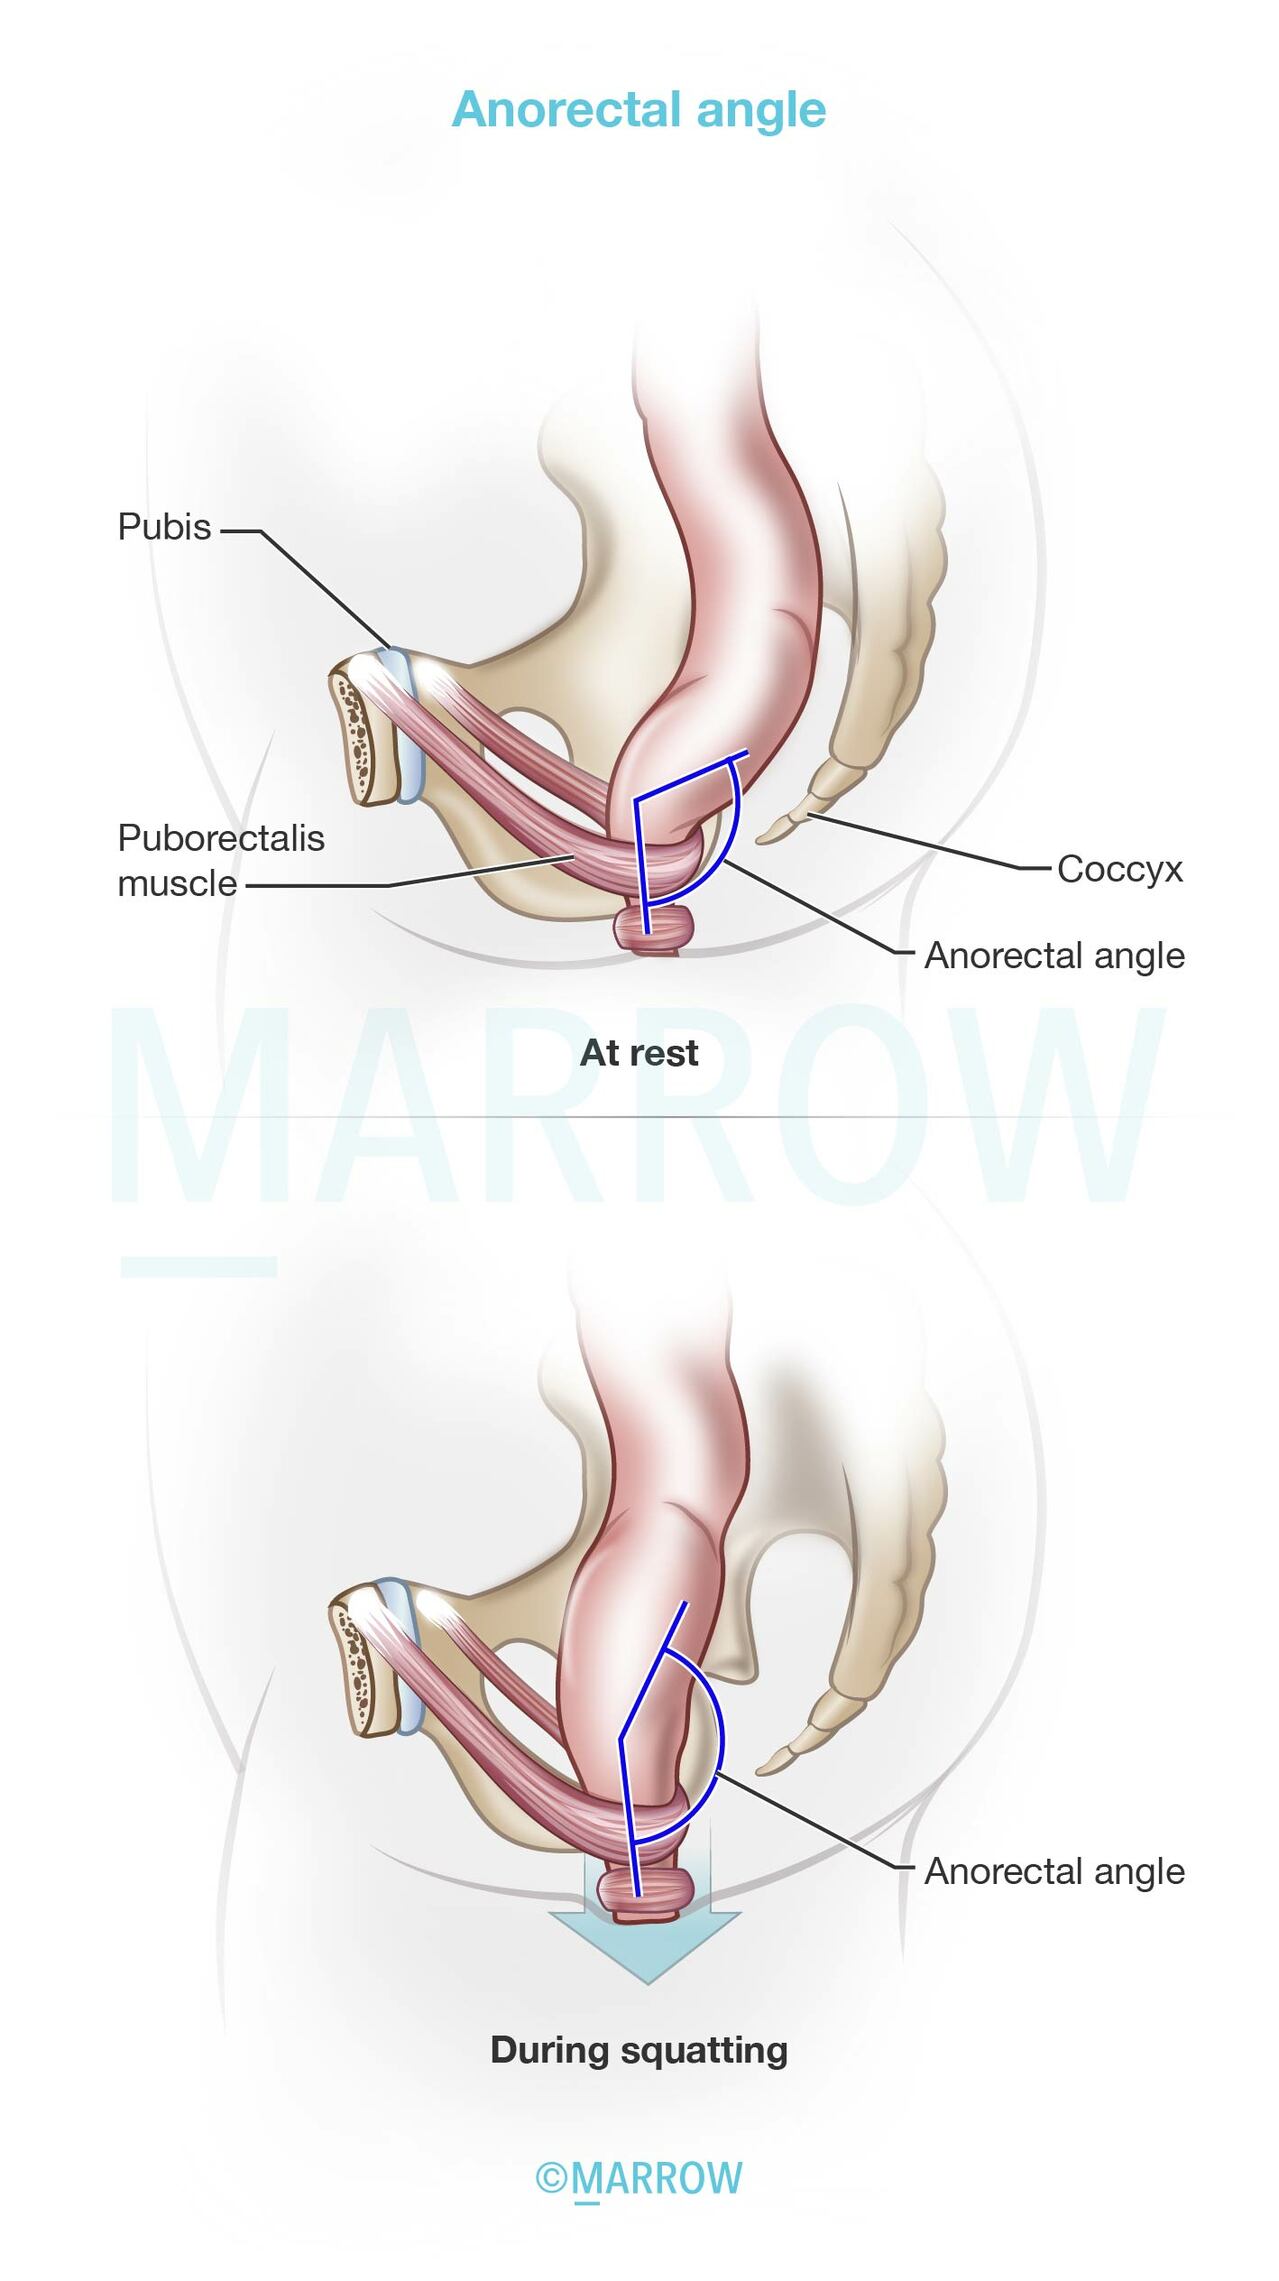 Anorectal angle
Pubis
Puborectalis
muscle
Coccyx
Anorectal angle
At rest
MARROW
Anorectal angle
During squatting
©MARROW